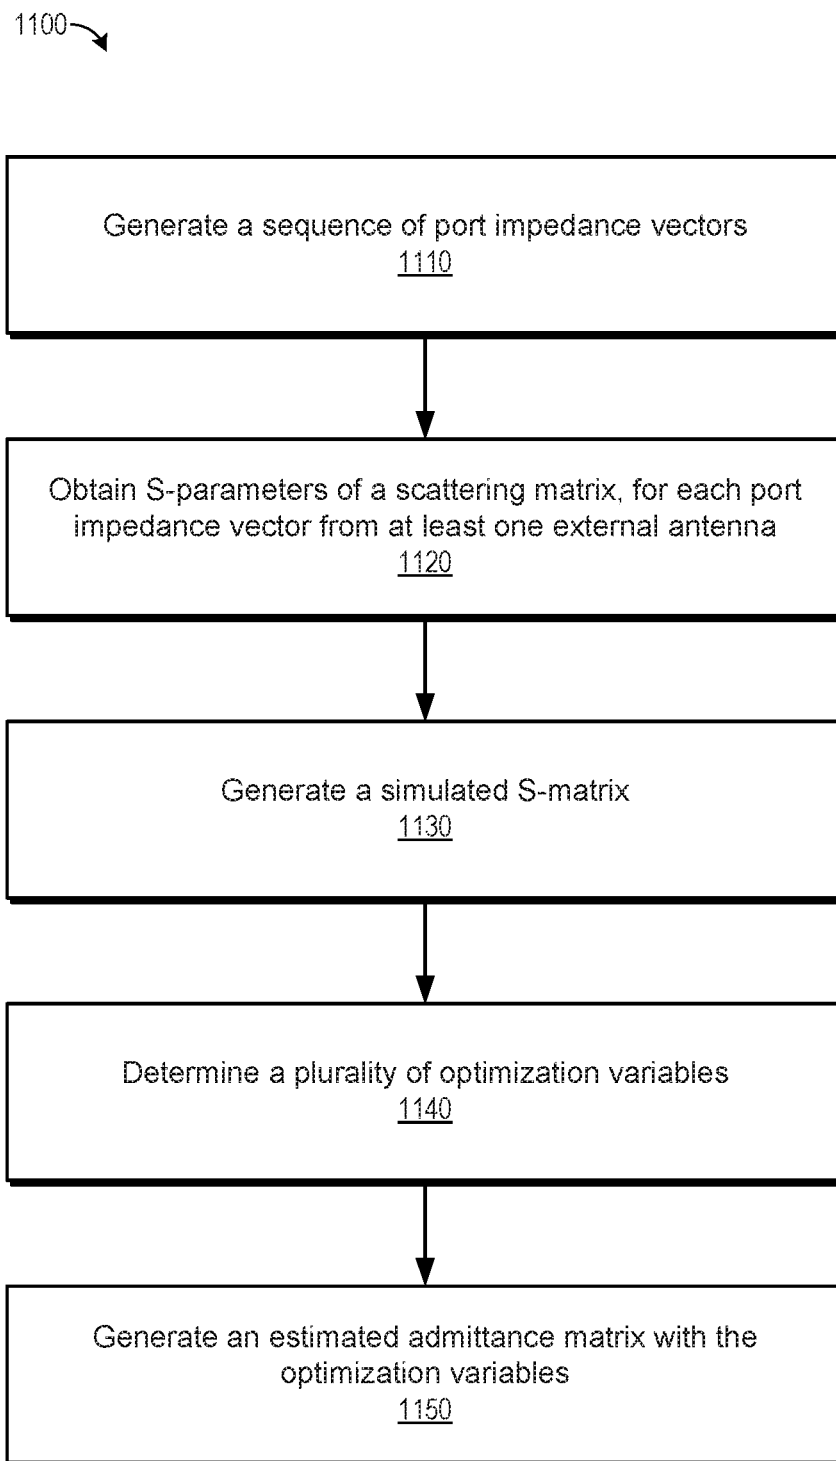 1100
Generate a sequence of port impedance vectors
1110
Obtain S-parameters of a scattering matrix, for each port
impedance vector from at least one external antenna
1120
Generate a simulated S-matrix
1130
Determine a plurality of optimization variables
1140
Generate an estimated admittance matrix with the
optimization variables
1150